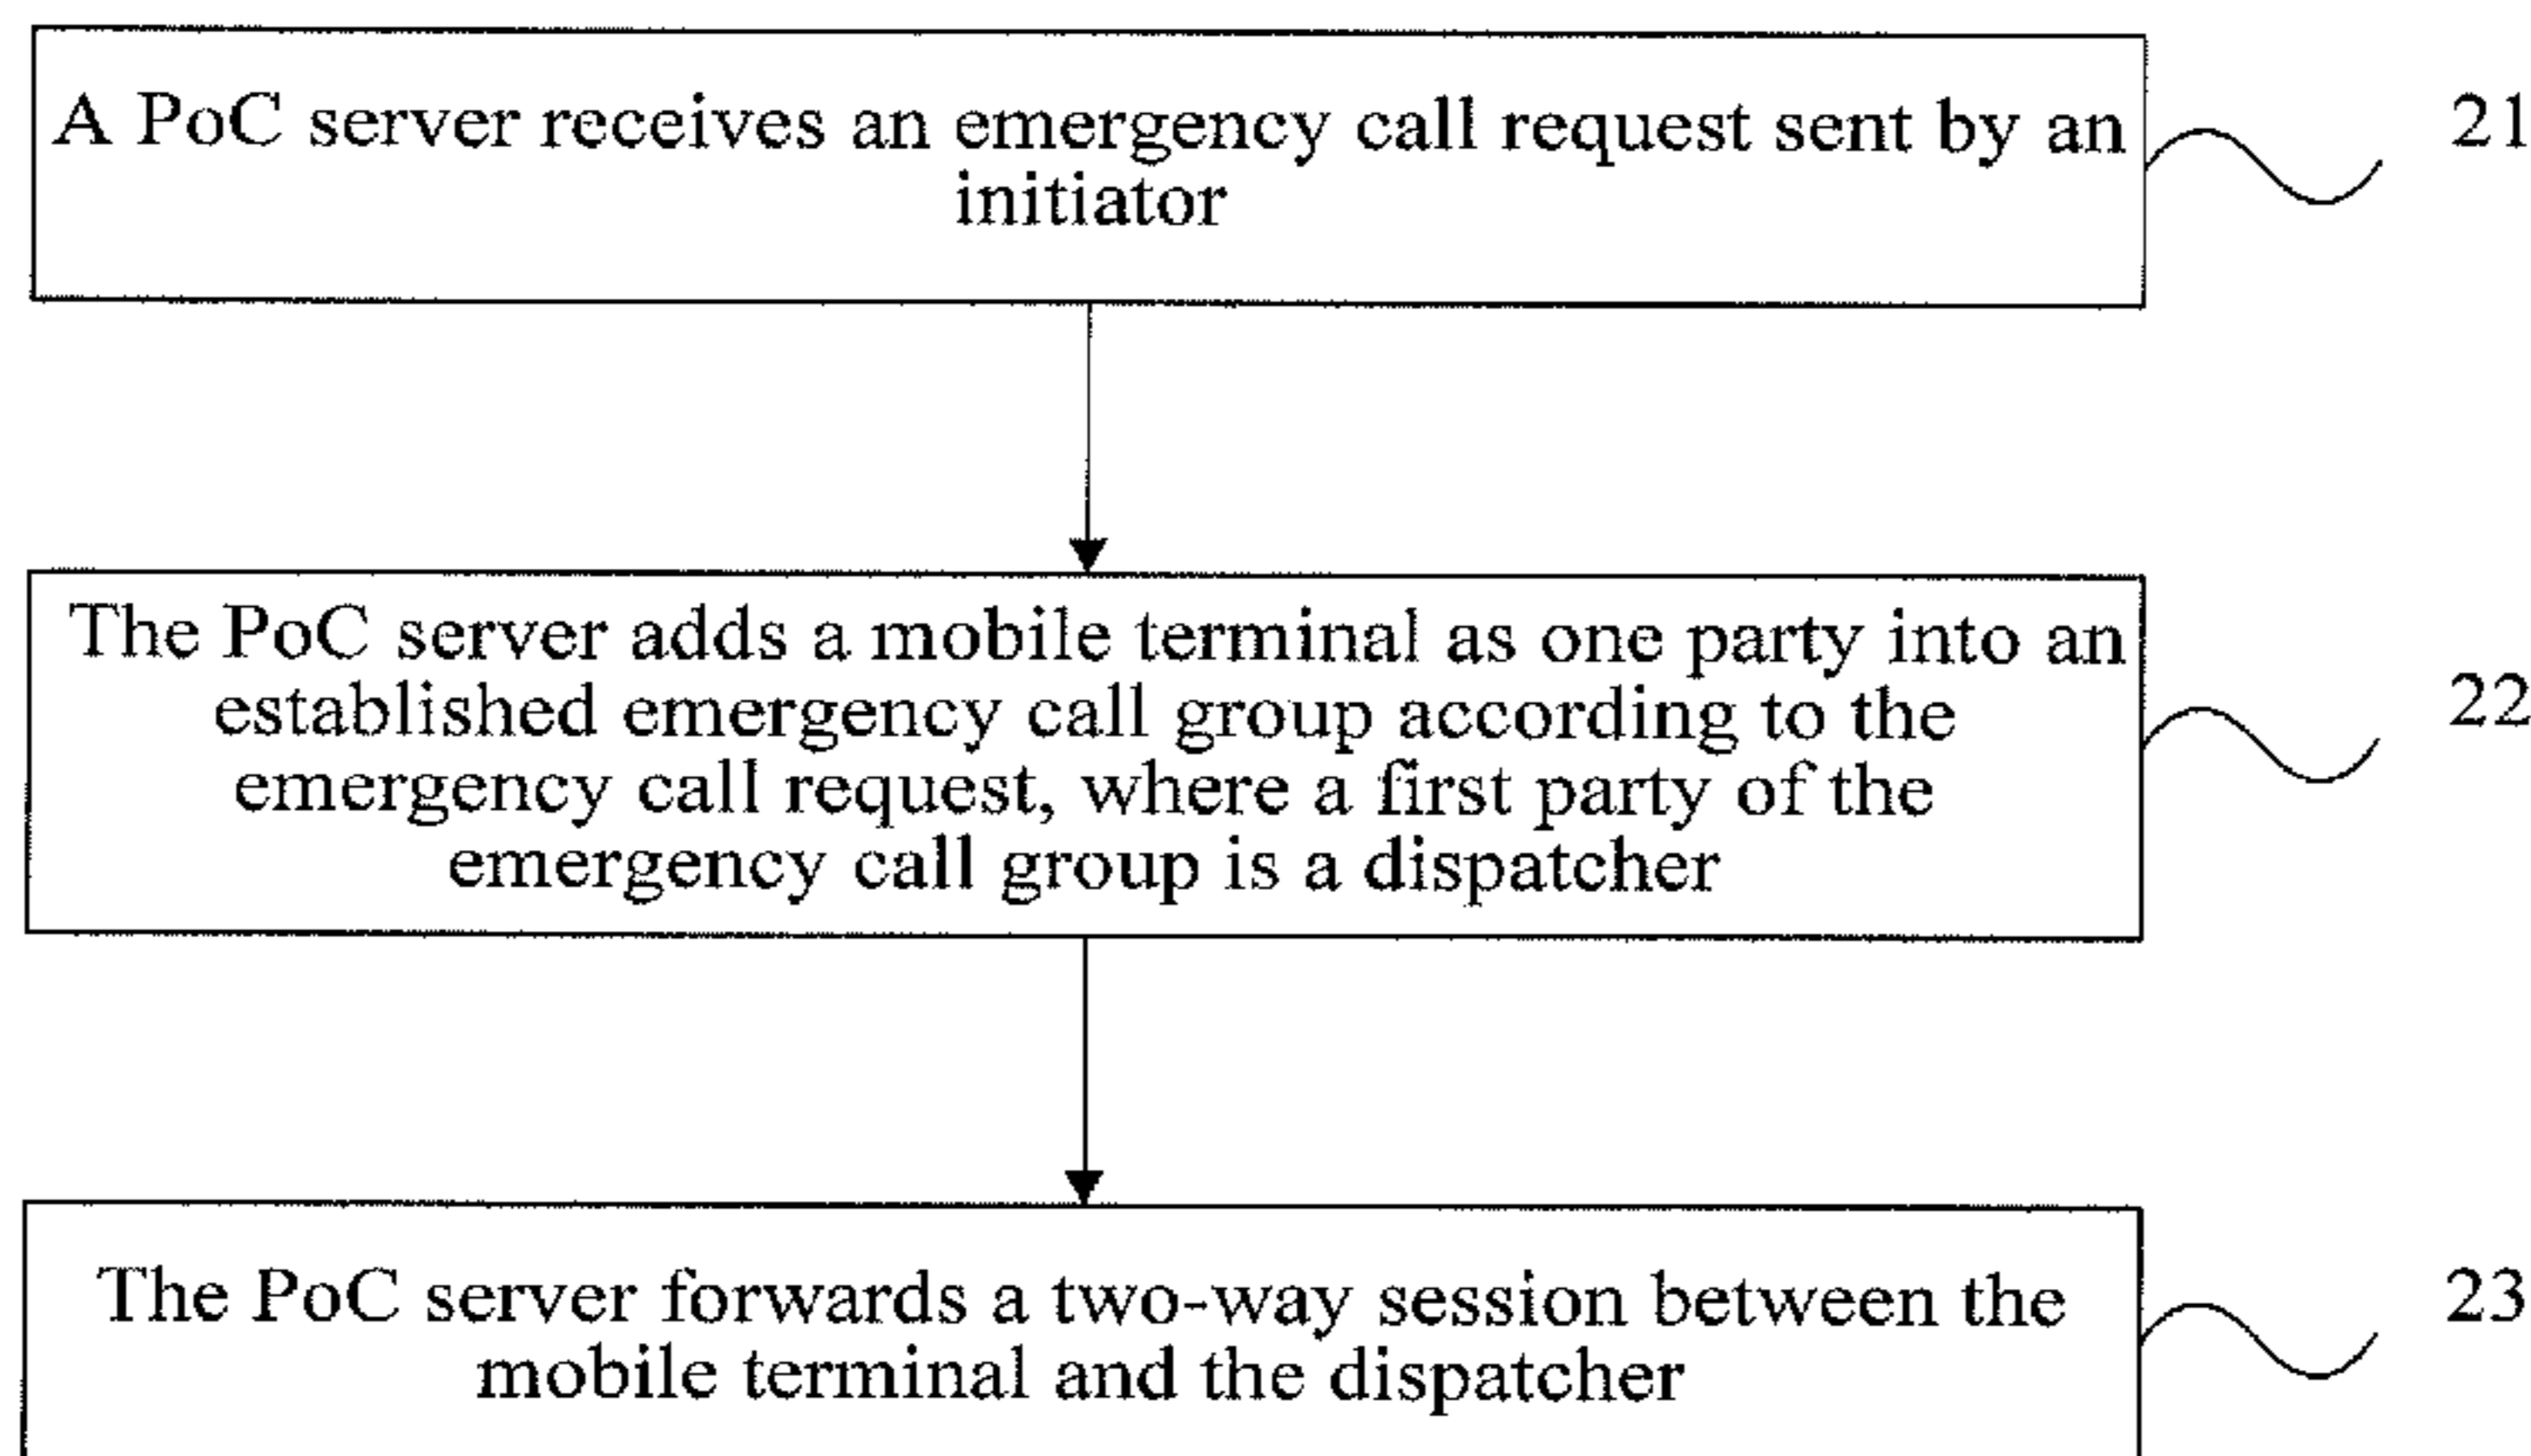 A PoC server receives an emergency call request sent by an
initiator
21
The PoC server adds a mobile terminal as one party into an
established emergency call group according to the
emergency call request, where a first party of the
emergency call group is a dispatcher
22
The PoC server forwards a two-way session between the
mobile terminal and the dispatcher
23